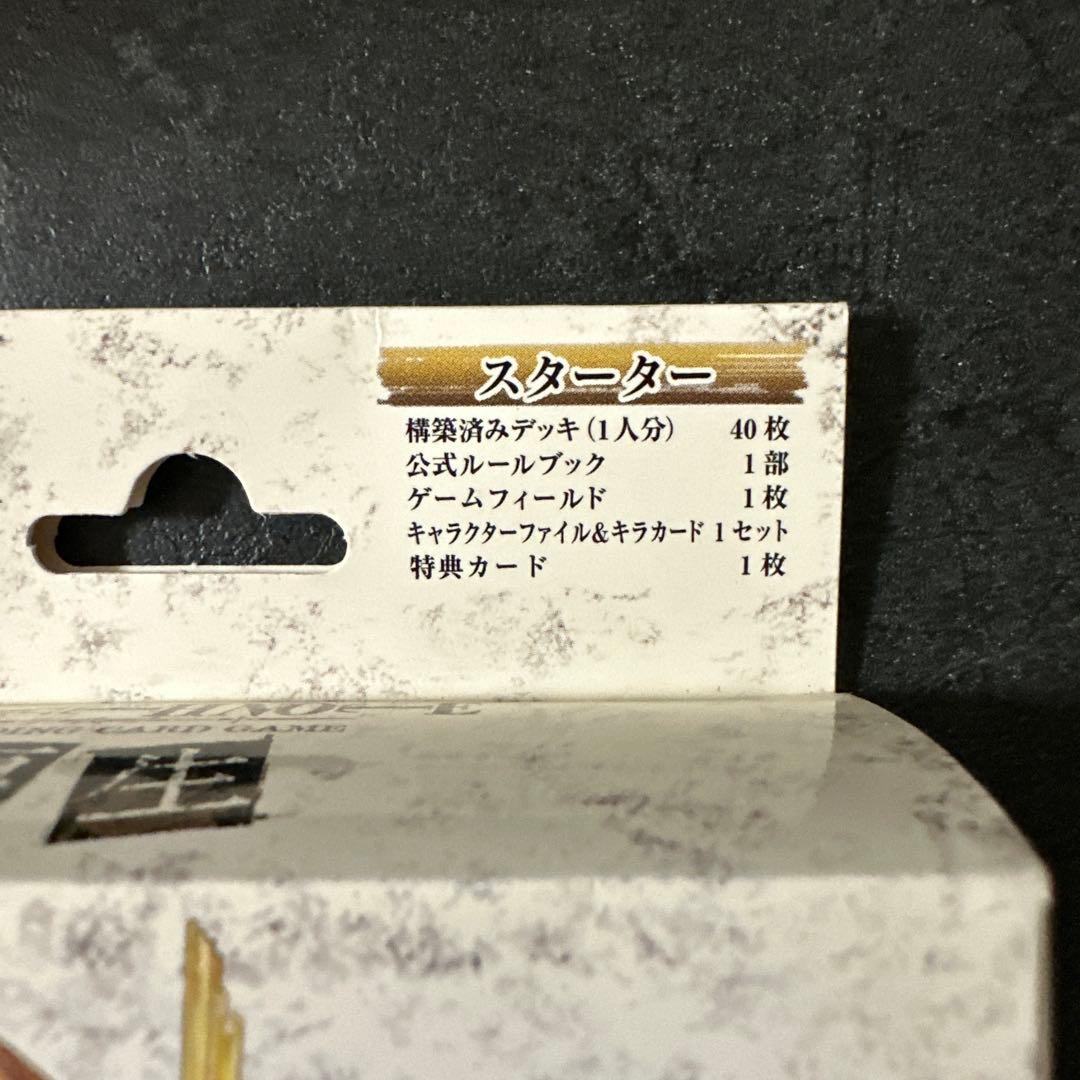 スターター
構築済みデッキ(1人分) 40枚
公式ルールブック 1部
ゲームフィールド 1枚
キャラクターファイル&キラカード 1セット
特典カード 1枚
CARD GAME
生